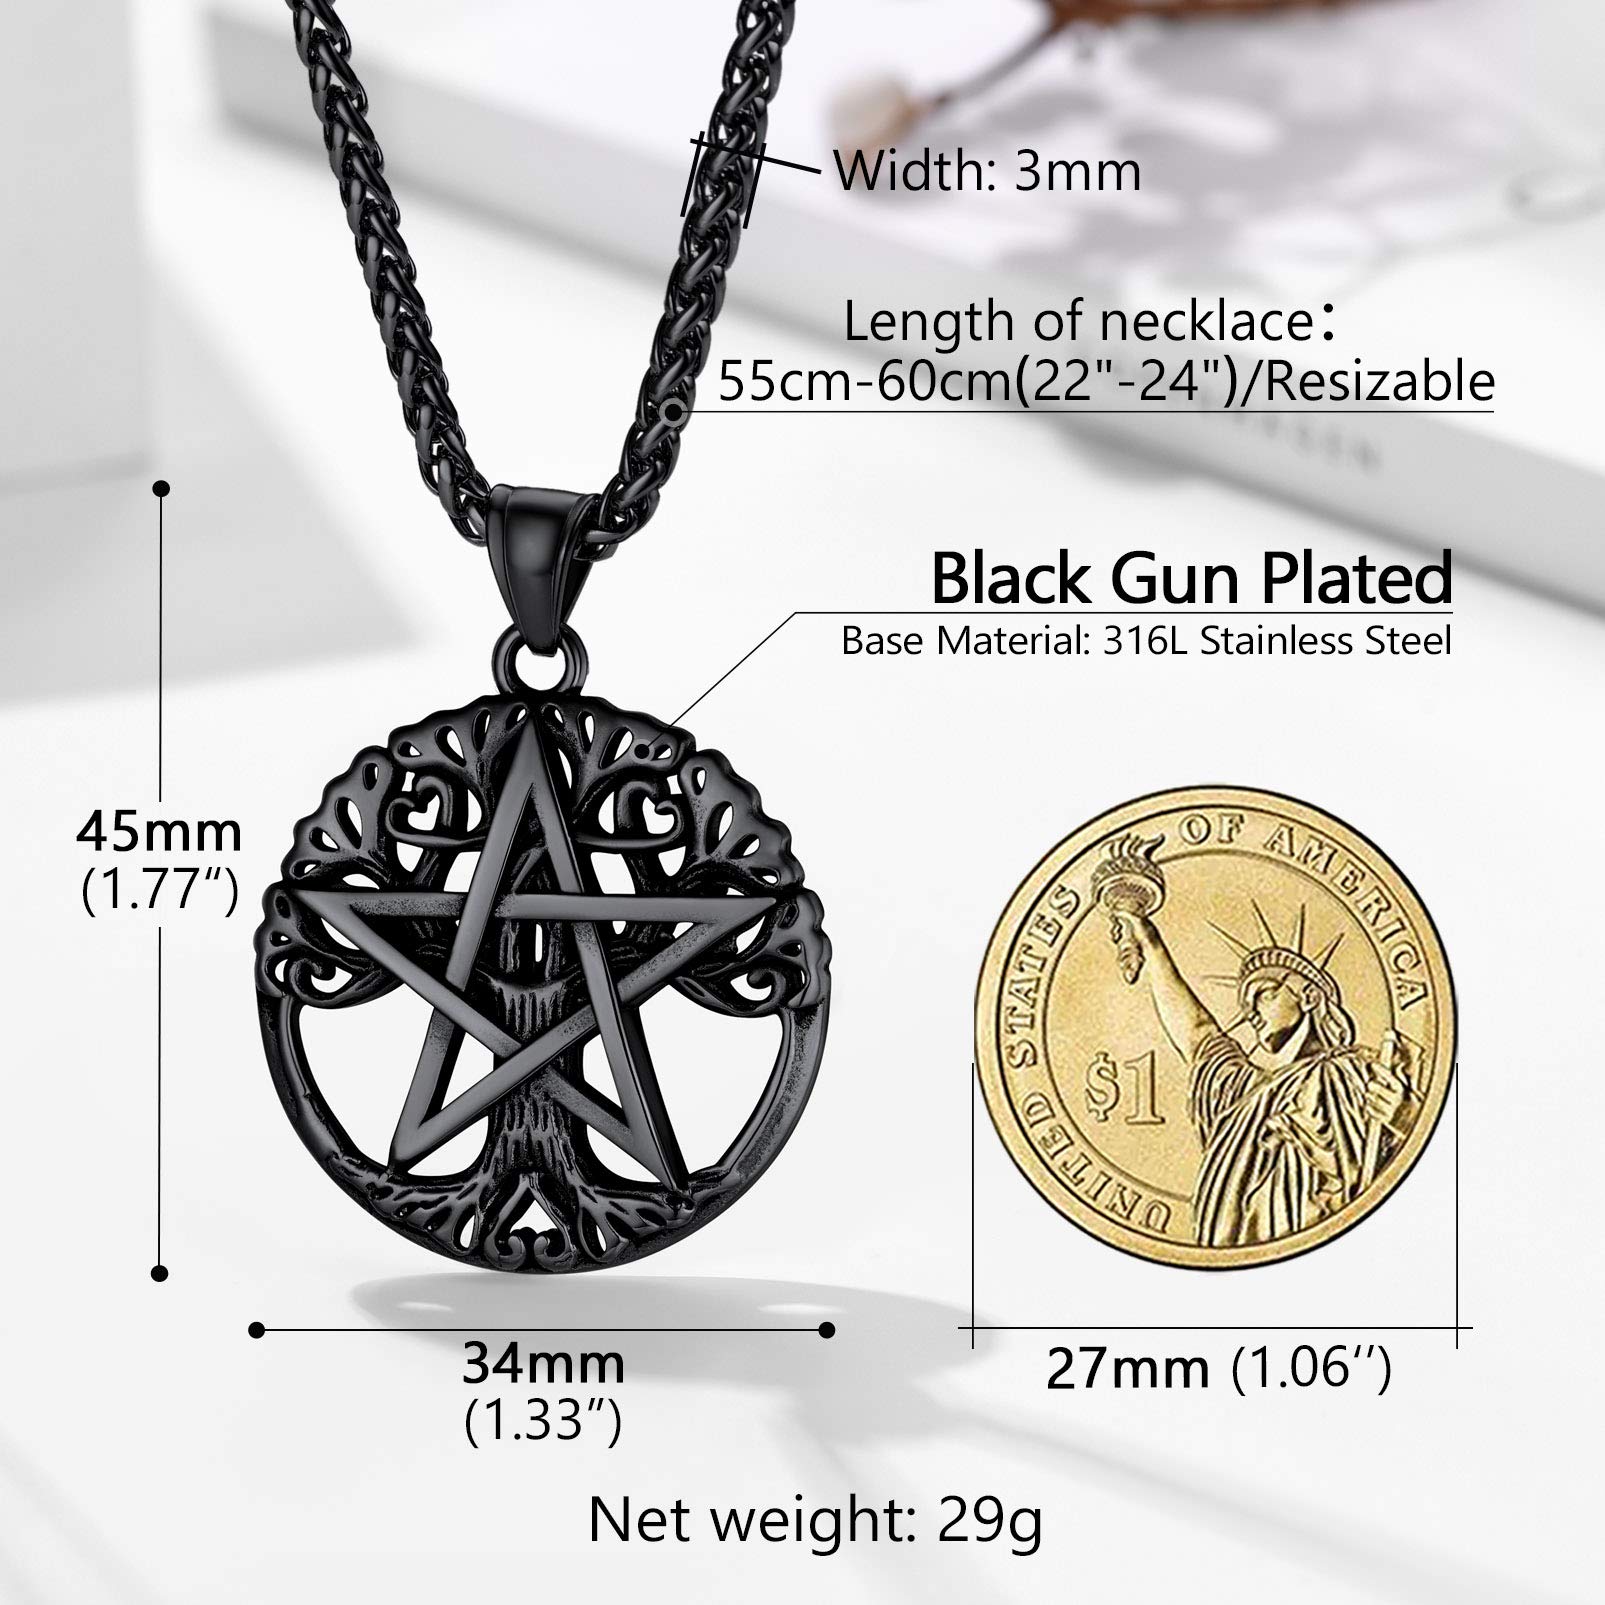 Width: 3mm
Length of necklace：
55cm-60cm(22"-24")/Resizable
Black Gun Plated
Base Material: 316L Stainless Steel
45mm
(1.77”)
UNITED STATES OF AMERICA
$1
34mm
(1.33”)
27mm (1.06’’)
Net weight: 29g